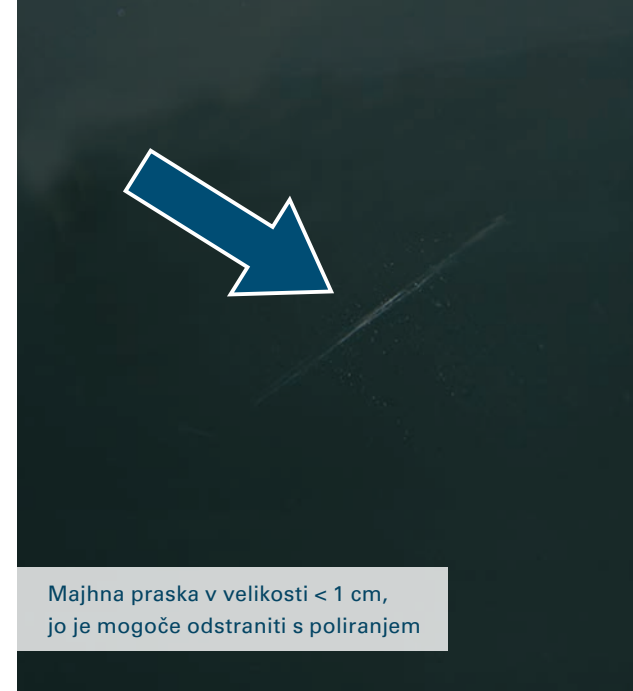 Majhna praska v velikosti < 1 cm,
jo je mogoče odstraniti s poliranjem